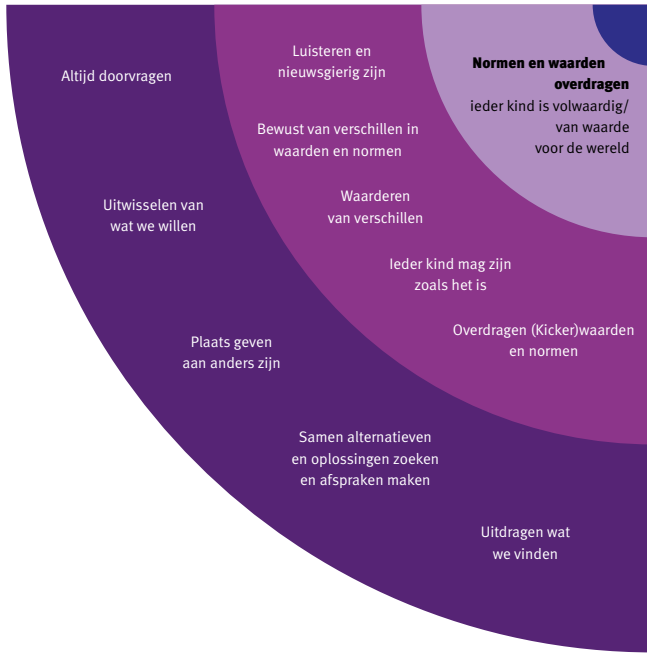 Normen en waarden
overdragen
ieder kind is volwaardig/
van waarde
voor de wereld
Luisteren en
nieuwsgierig zijn
Bewust van verschillen in
waarden en normen
Waarderen
van verschillen
Ieder kind mag zijn
zoals het is
Overdragen (Kicker)waarden
en normen
Altijd doorvragen
Uitwisselen van
wat we willen
Plaats geven
aan anders zijn
Samen alternatieven
en oplossingen zoeken
en afspraken maken
Uitdragen wat
we vinden